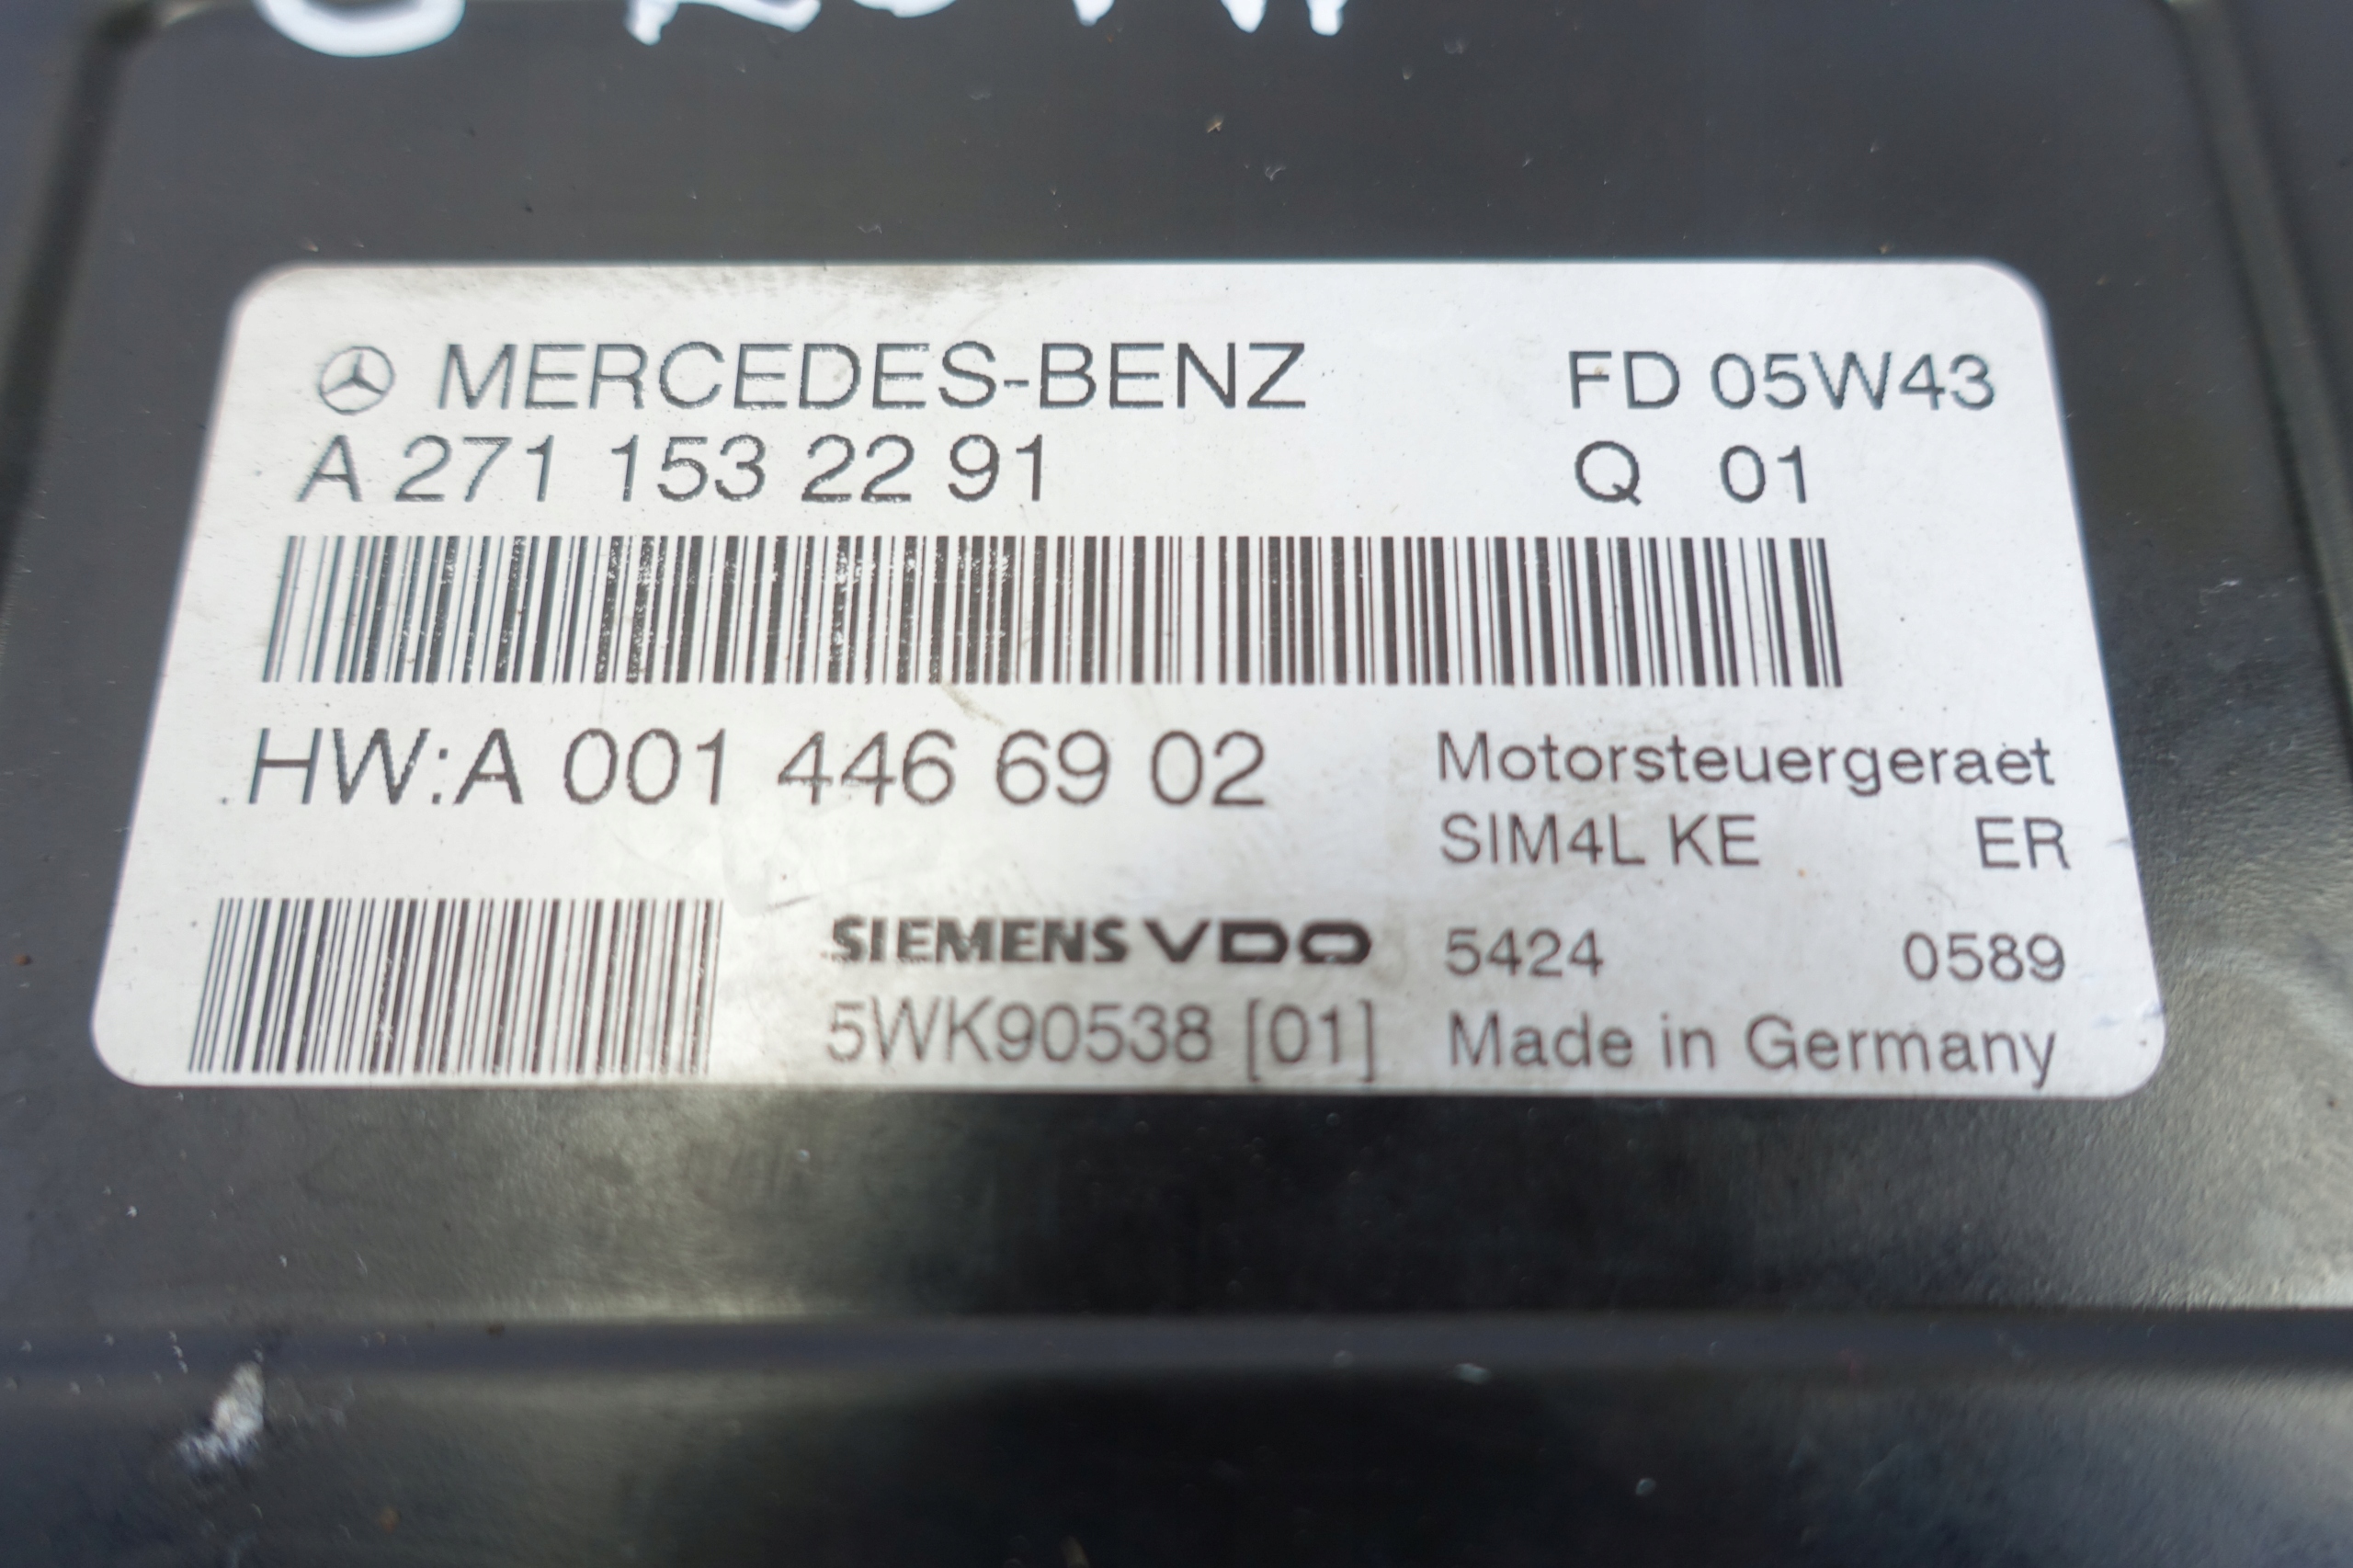 MERCEDES-BENZ FD 05W43
A 271 153 22 91 Q 01
HW:A 001 446 69 02 Motorsteuergeraet
SIM4L KE ER
SIEMENS VDO 5424 0589
5WK90538 [01] Made in Germany